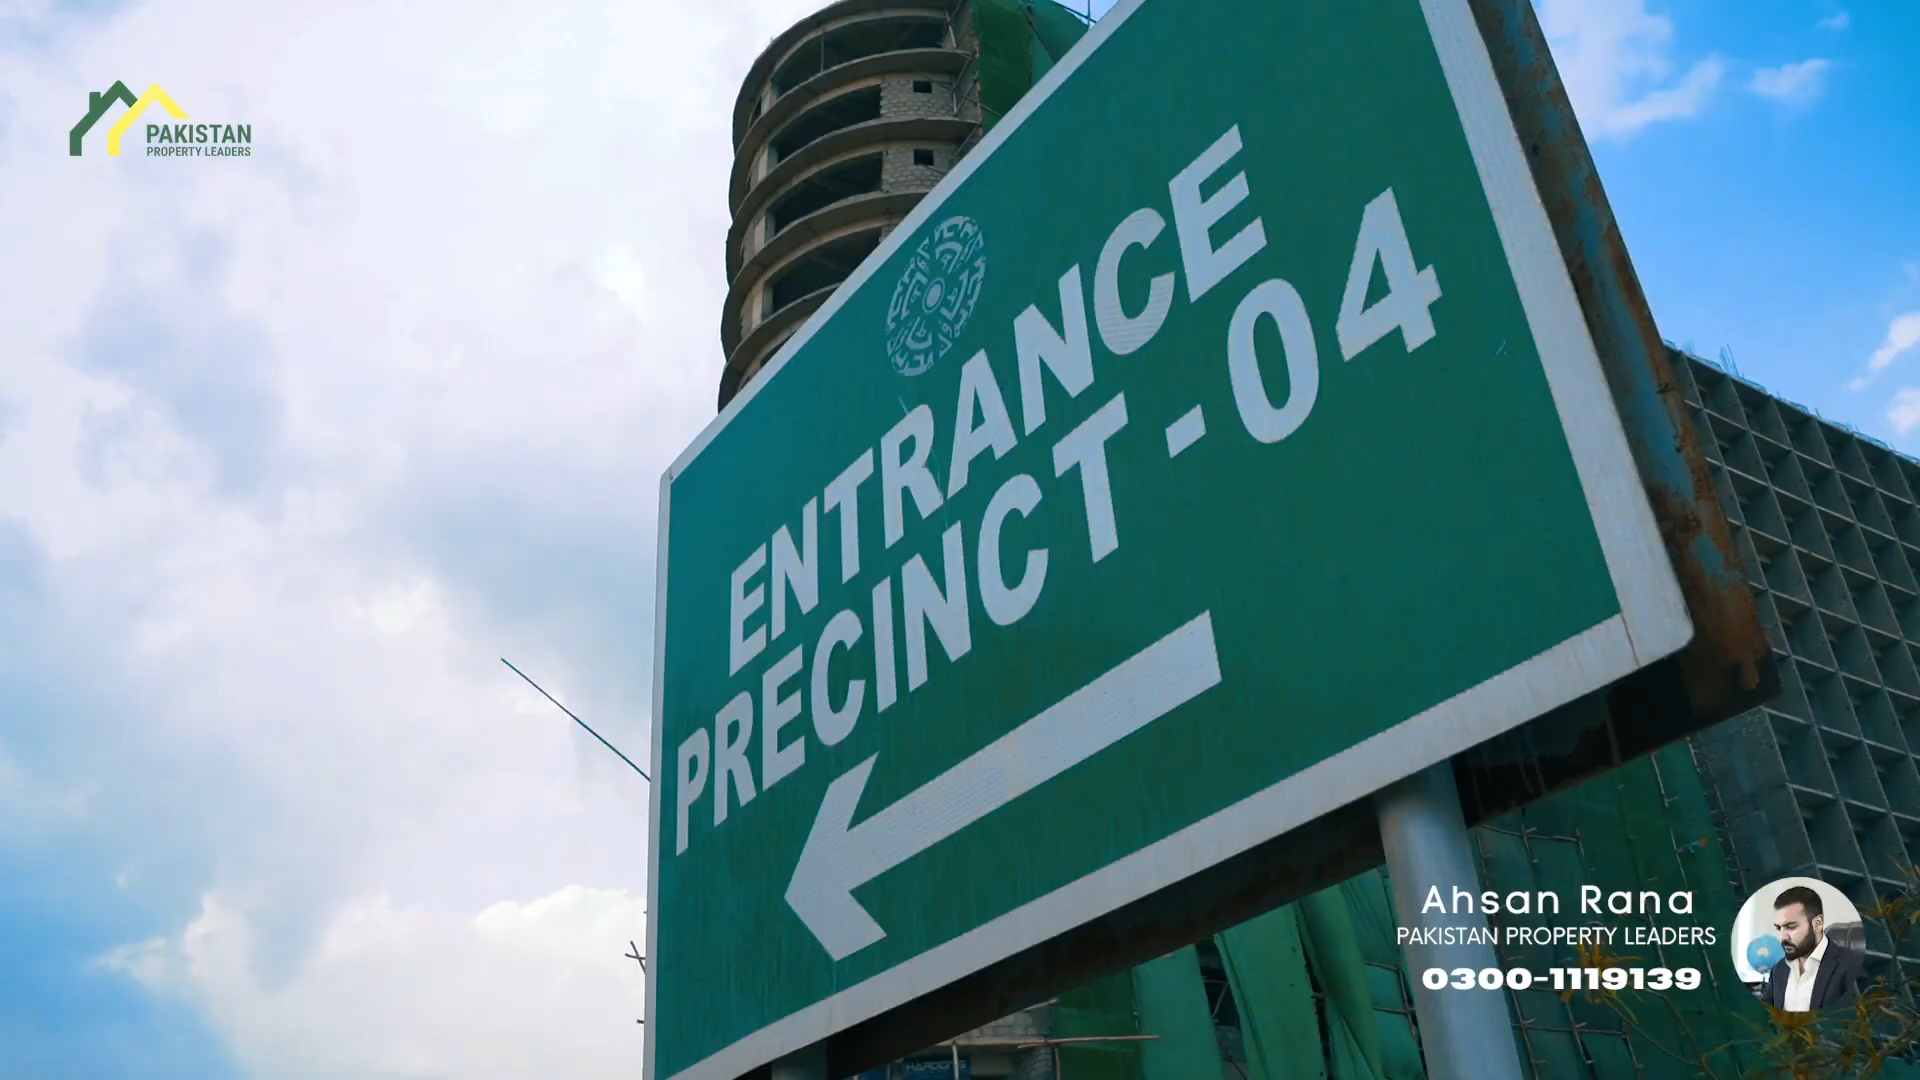 PAKISTAN
PROPERTY LEADERS
ENTRANCE
PRECINCT-04
Ahsan Rana
PAKISTAN PROPERTY LEADERS
0300-1119139